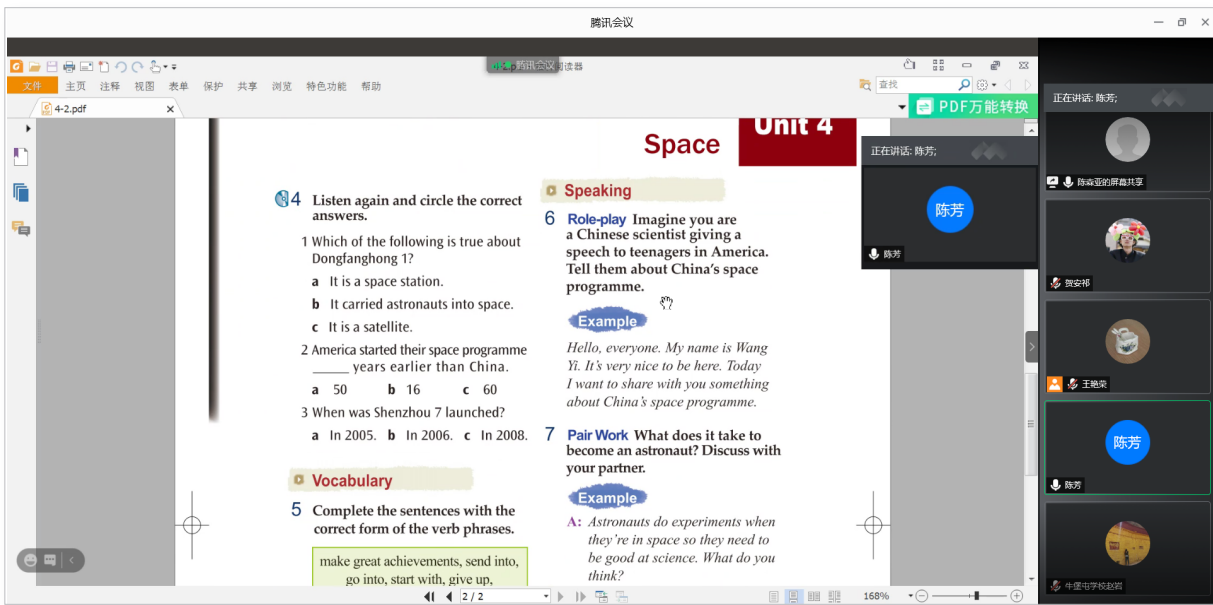 腾讯会议
腾讯会议
阅读器
文件 主页 注释 视图 表单 保护 共享 浏览 特色功能 帮助
查找
4-2.pdf
PDF万能转换
Unit 4
Space
4 Listen again and circle the correct
answers.
1 Which of the following is true about
Dongfanghong 1?
a It is a space station.
b It carried astronauts into space.
c It is a satellite.
2 America started their space programme
_____ years earlier than China.
a 50 b 16 c 60
3 When was Shenzhou 7 launched?
a In 2005. b In 2006. c In 2008.
Vocabulary
5 Complete the sentences with the
correct form of the verb phrases.
make great achievements, send into,
go into, start with, give up,
Speaking
6 Role-play Imagine you are
a Chinese scientist giving a
speech to teenagers in America.
Tell them about China's space
programme.
Example
Hello, everyone. My name is Wang
Yi. It's very nice to be here. Today
I want to share with you something
about China's space programme.
7 Pair Work What does it take to
become an astronaut? Discuss with
your partner.
Example
A: Astronauts do experiments when
they're in space so they need to
be good at science. What do you
think?
2 / 2
168%
正在讲话: 陈芳;
陈芳
陈芳
正在讲话: 陈芳;
陈森亚的屏幕共享
贺安祁
王艳荣
陈芳
陈芳
牛堡屯学校赵岩